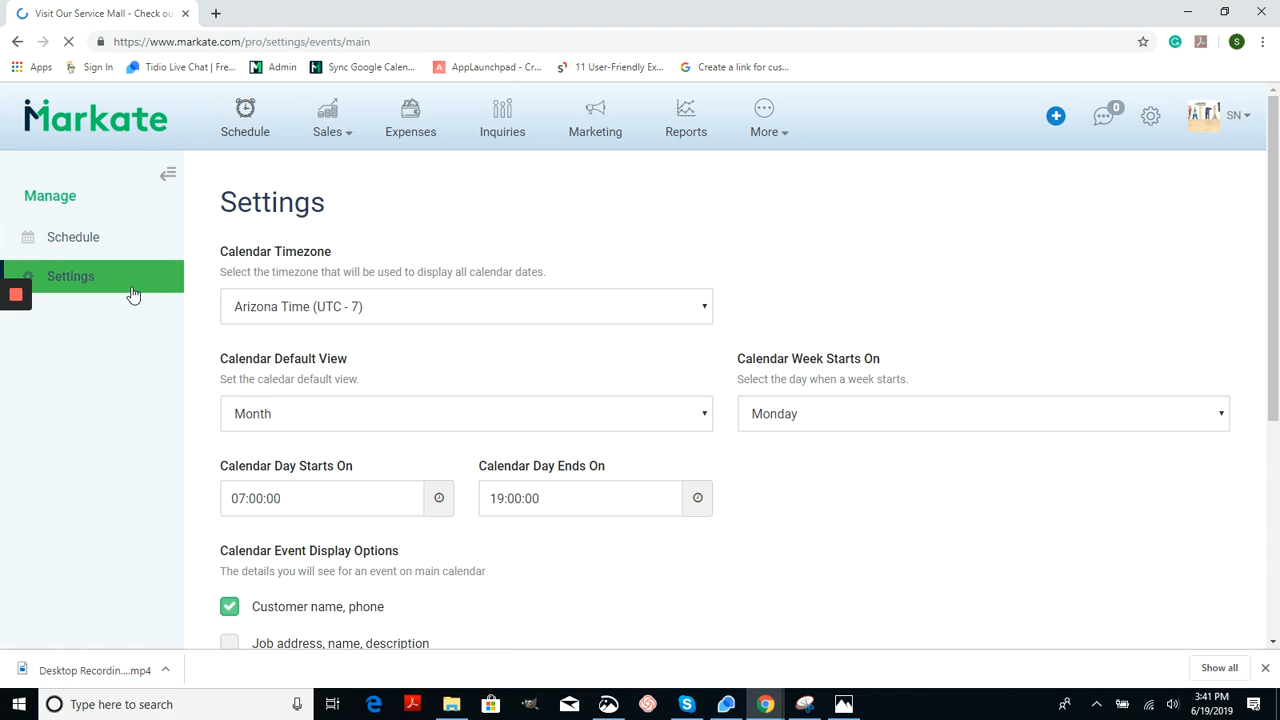 Visit Our Service Mall - Check ou
https://www.markate.com/pro/settings/events/main
Apps Sign In Tidio Live Chat | Fre... Admin Sync Google Calen... AppLaunchpad - Cr... 11 User-Friendly Ex... Create a link for cus...
Markate
Schedule Sales Expenses Inquiries Marketing Reports More 0 SN
Manage
Schedule
Settings
Settings
Calendar Timezone
Select the timezone that will be used to display all calendar dates.
Arizona Time (UTC - 7)
Calendar Default View
Set the caledar default view.
Month
Calendar Week Starts On
Select the day when a week starts.
Monday
Calendar Day Starts On
07:00:00
Calendar Day Ends On
19:00:00
Calendar Event Display Options
The details you will see for an event on main calendar
Customer name, phone
Job address, name, description
Desktop Recordin....mp4
Show all
Type here to search
3:41 PM
6/19/2019